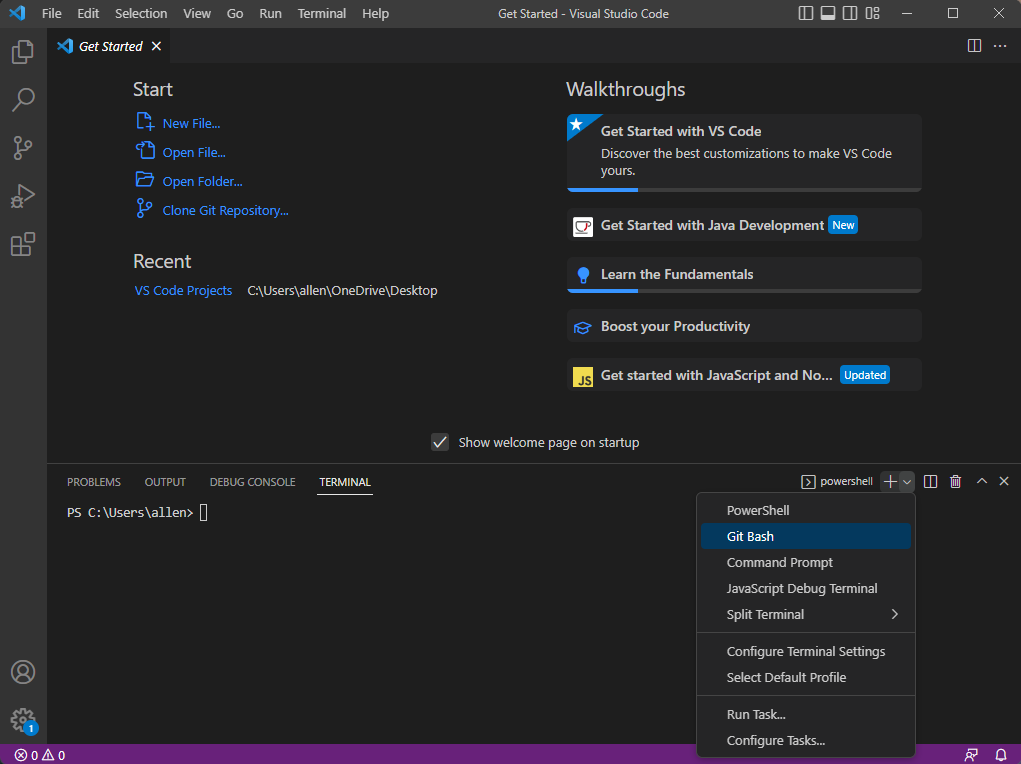 File Edit Selection View Go Run Terminal Help Get Started - Visual Studio Code
Get Started
Start
New File...
Open File...
Open Folder...
Clone Git Repository...
Recent
VS Code Projects C:\Users\allen\OneDrive\Desktop
Walkthroughs
Get Started with VS Code
Discover the best customizations to make VS Code
yours.
Get Started with Java Development New
Learn the Fundamentals
Boost your Productivity
JS Get started with JavaScript and No... Updated
Show welcome page on startup
PROBLEMS OUTPUT DEBUG CONSOLE TERMINAL powershell
PS C:\Users\allen>
PowerShell
Git Bash
Command Prompt
JavaScript Debug Terminal
Split Terminal
Configure Terminal Settings
Select Default Profile
Run Task...
Configure Tasks...
1
0 0